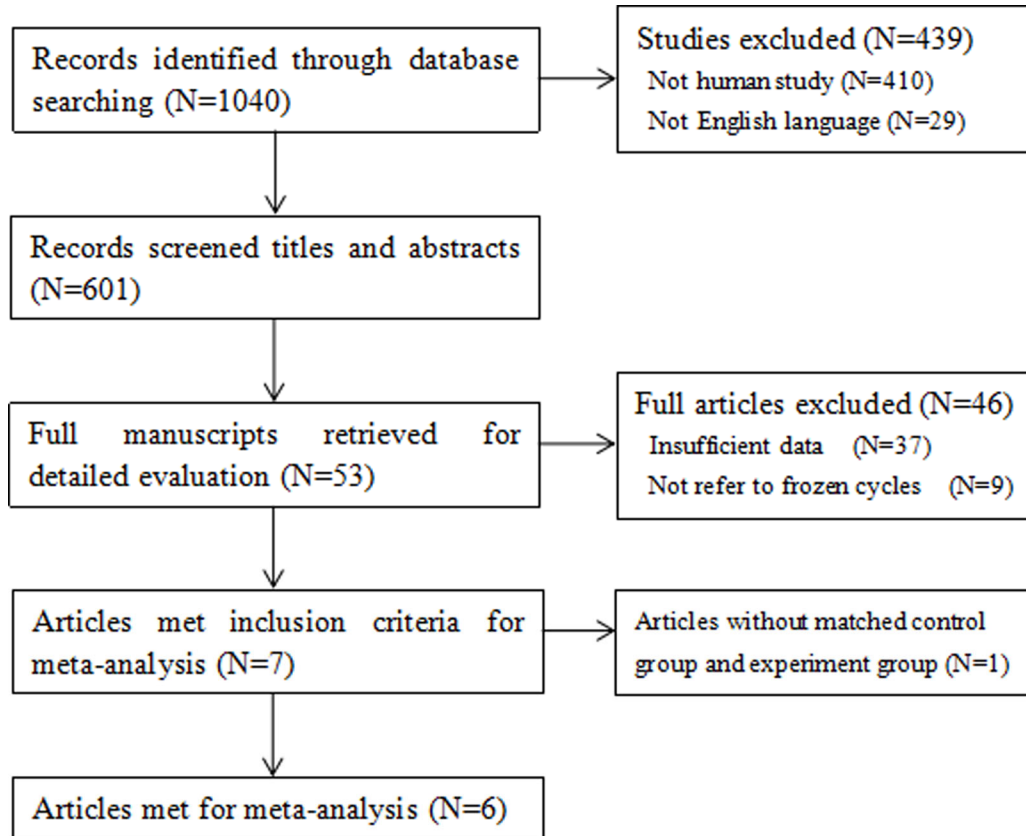 Records identified through database
searching (N=1040)
Studies excluded (N=439)
Not human study (N=410)
Not English language (N=29)
Records screened titles and abstracts
(N=601)
Full manuscripts retrieved for
detailed evaluation (N=53)
Full articles excluded (N=46)
Insufficient data (N=37)
Not refer to frozen cycles (N=9)
Articles met inclusion criteria for
meta-analysis (N=7)
Articles without matched control
group and experiment group (N=1)
Articles met for meta-analysis (N=6)